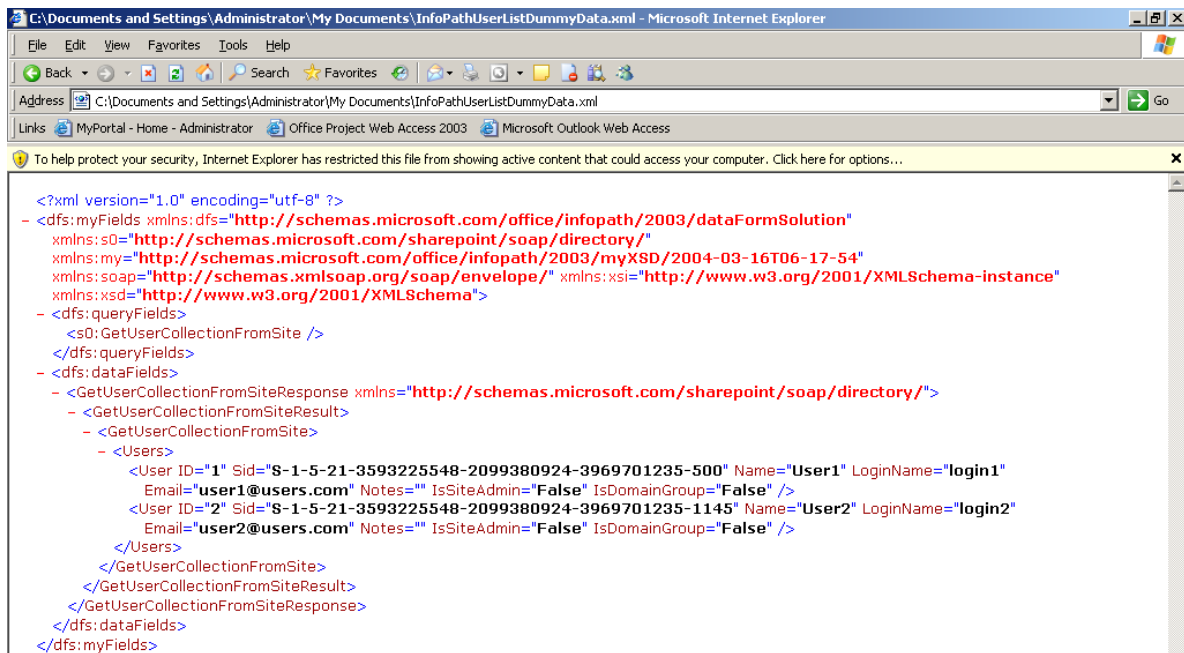 C:\Documents and Settings\Administrator\My Documents\InfoPathUserListDummyData.xml - Microsoft Internet Explorer
File Edit View Favorites Tools Help
Back Search Favorites
Address C:\Documents and Settings\Administrator\My Documents\InfoPathUserListDummyData.xml Go
Links MyPortal - Home - Administrator Office Project Web Access 2003 Microsoft Outlook Web Access
To help protect your security, Internet Explorer has restricted this file from showing active content that could access your computer. Click here for options...
<?xml version="1.0" encoding="utf-8" ?>
- <dfs:myFields xmlns:dfs="http://schemas.microsoft.com/office/infopath/2003/dataFormSolution"
xmlns:s0="http://schemas.microsoft.com/sharepoint/soap/directory/"
xmlns:my="http://schemas.microsoft.com/office/infopath/2003/myXSD/2004-03-16T06-17-54"
xmlns:soap="http://schemas.xmlsoap.org/soap/envelope/" xmlns:xsi="http://www.w3.org/2001/XMLSchema-instance"
xmlns:xsd="http://www.w3.org/2001/XMLSchema">
- <dfs:queryFields>
<s0:GetUserCollectionFromSite />
</dfs:queryFields>
- <dfs:dataFields>
- <GetUserCollectionFromSiteResponse xmlns="http://schemas.microsoft.com/sharepoint/soap/directory/">
- <GetUserCollectionFromSiteResult>
- <GetUserCollectionFromSite>
- <Users>
<User ID="1" Sid="S-1-5-21-3593225548-2099380924-3969701235-500" Name="User1" LoginName="login1"
Email="user1@users.com" Notes="" IsSiteAdmin="False" IsDomainGroup="False" />
<User ID="2" Sid="S-1-5-21-3593225548-2099380924-3969701235-1145" Name="User2" LoginName="login2"
Email="user2@users.com" Notes="" IsSiteAdmin="False" IsDomainGroup="False" />
</Users>
</GetUserCollectionFromSite>
</GetUserCollectionFromSiteResult>
</GetUserCollectionFromSiteResponse>
</dfs:dataFields>
</dfs:myFields>